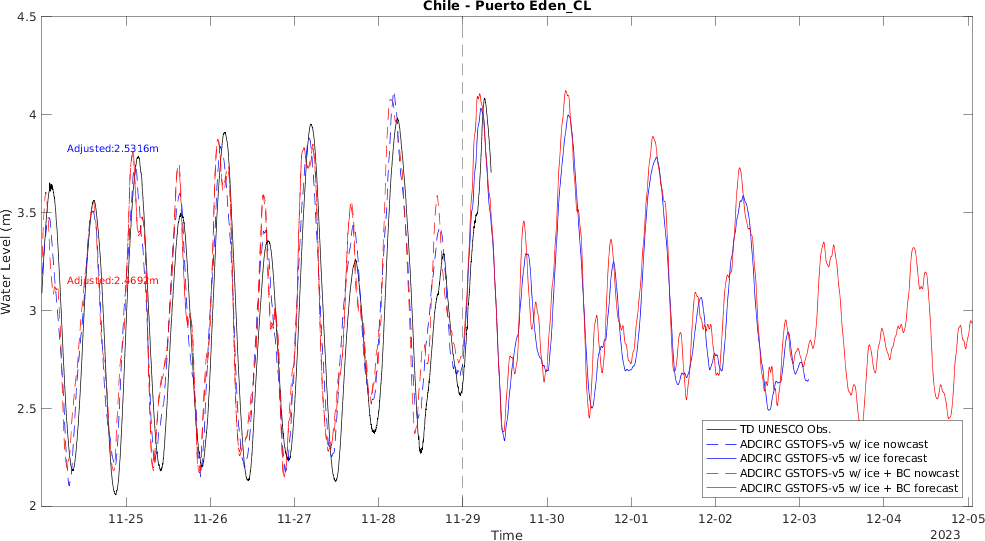 Chile - Puerto Eden_CL
4.5
4
3.5
3
2.5
2
Water Level (m)
Adjusted:2.5316m
Adjusted:2.4692m
TD UNESCO Obs.
ADCIRC GSTOFS-v5 w/ ice nowcast
ADCIRC GSTOFS-v5 w/ ice forecast
ADCIRC GSTOFS-v5 w/ ice + BC nowcast
ADCIRC GSTOFS-v5 w/ ice + BC forecast
11-25 11-26 11-27 11-28 11-29 11-30 12-01 12-02 12-03 12-04 12-05
Time
2023